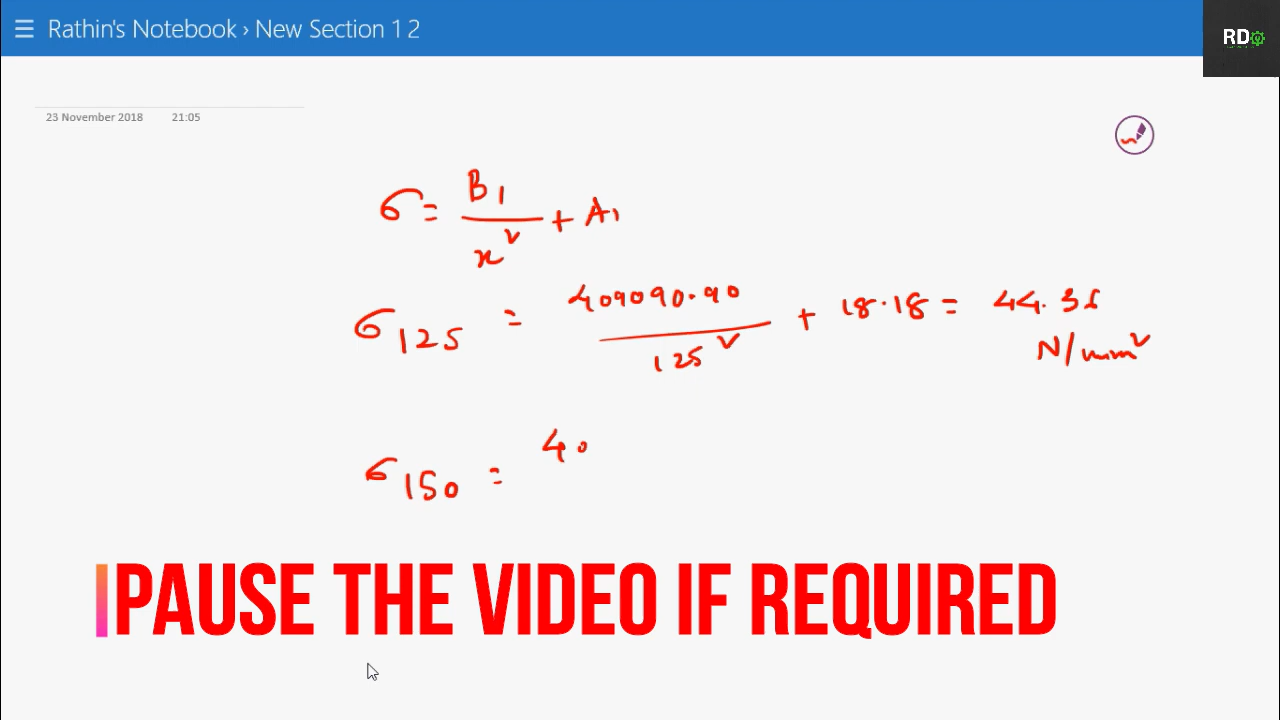 Rathin's Notebook › New Section 1 2
RD
23 November 2018 21:05
σ = B1/x² + A1
σ125 = 409090.90/125² + 18.18 = 44.36
N/mm²
σ150 = 40
PAUSE THE VIDEO IF REQUIRED